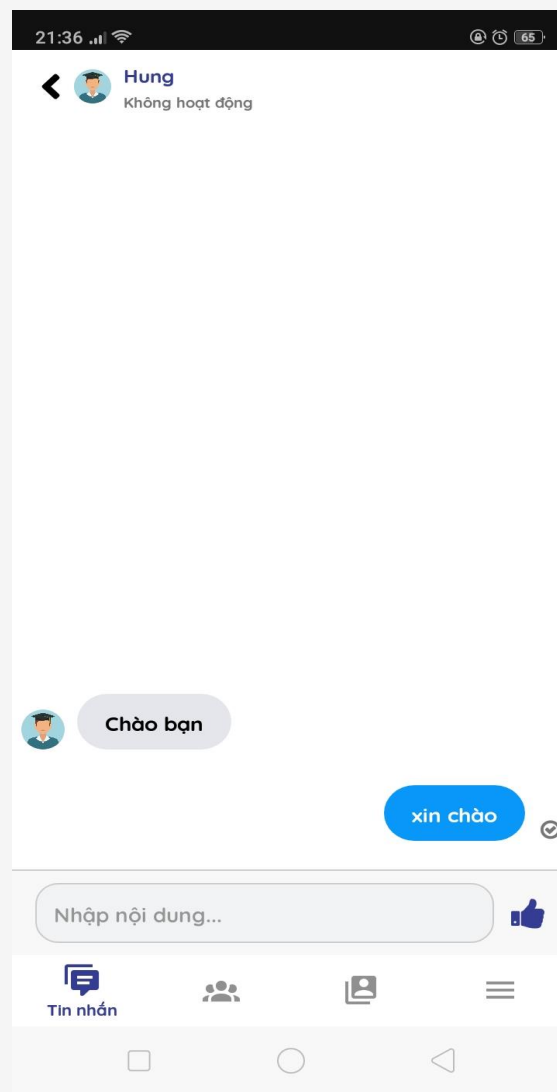 21:36
65
Hung
Không hoạt động
Chào bạn
xin chào
Nhập nội dung...
Tin nhắn